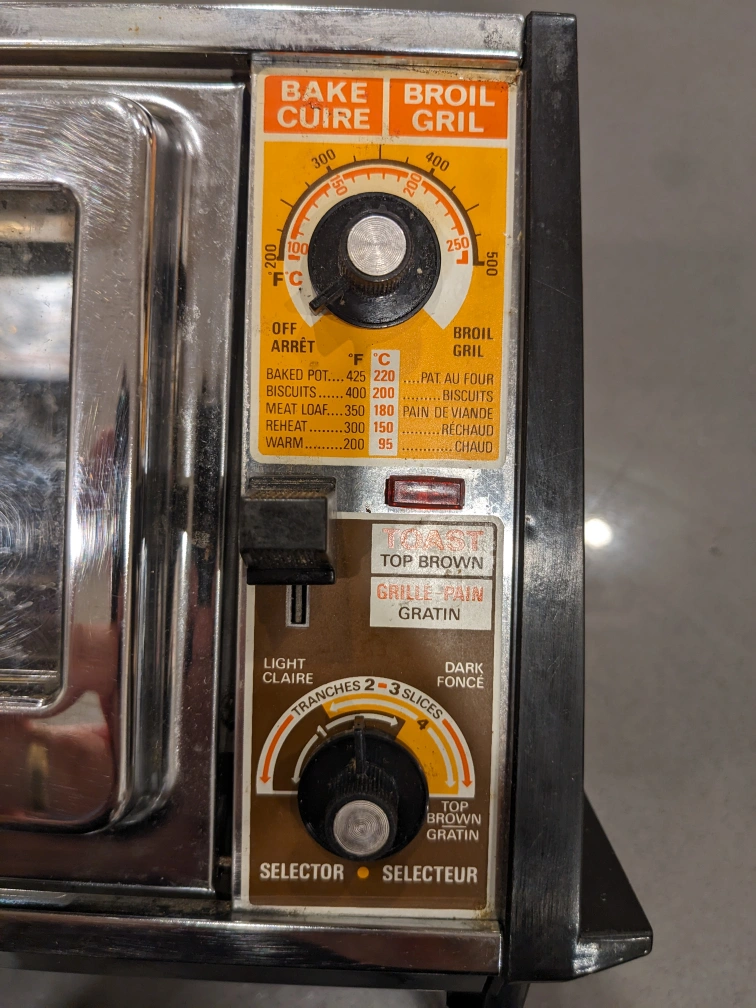 BAKE BROIL
CUIRE GRIL
300 400
150 200
200 100 250 500
°F °C
OFF BROIL
ARRÊT GRIL
°F °C
BAKED POT.... 425 220 ....PAT. AU FOUR
BISCUITS ...... 400 200 .........BISCUITS
MEAT LOAF....350 180 PAIN DE VIANDE
REHEAT ........ 300 150 ........RÉCHAUD
WARM.........200 95 ............CHAUD
TOAST
TOP BROWN
GRILLE-PAIN
GRATIN
LIGHT DARK
CLAIRE FONCÉ
TRANCHES 2-3 SLICES
1 4
TOP
BROWN
GRATIN
SELECTOR • SELECTEUR